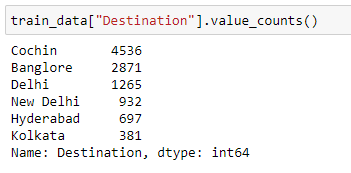 train_data["Destination"].value_counts()
Cochin       4536
Banglore     2871
Delhi        1265
New Delhi     932
Hyderabad     697
Kolkata       381
Name: Destination, dtype: int64